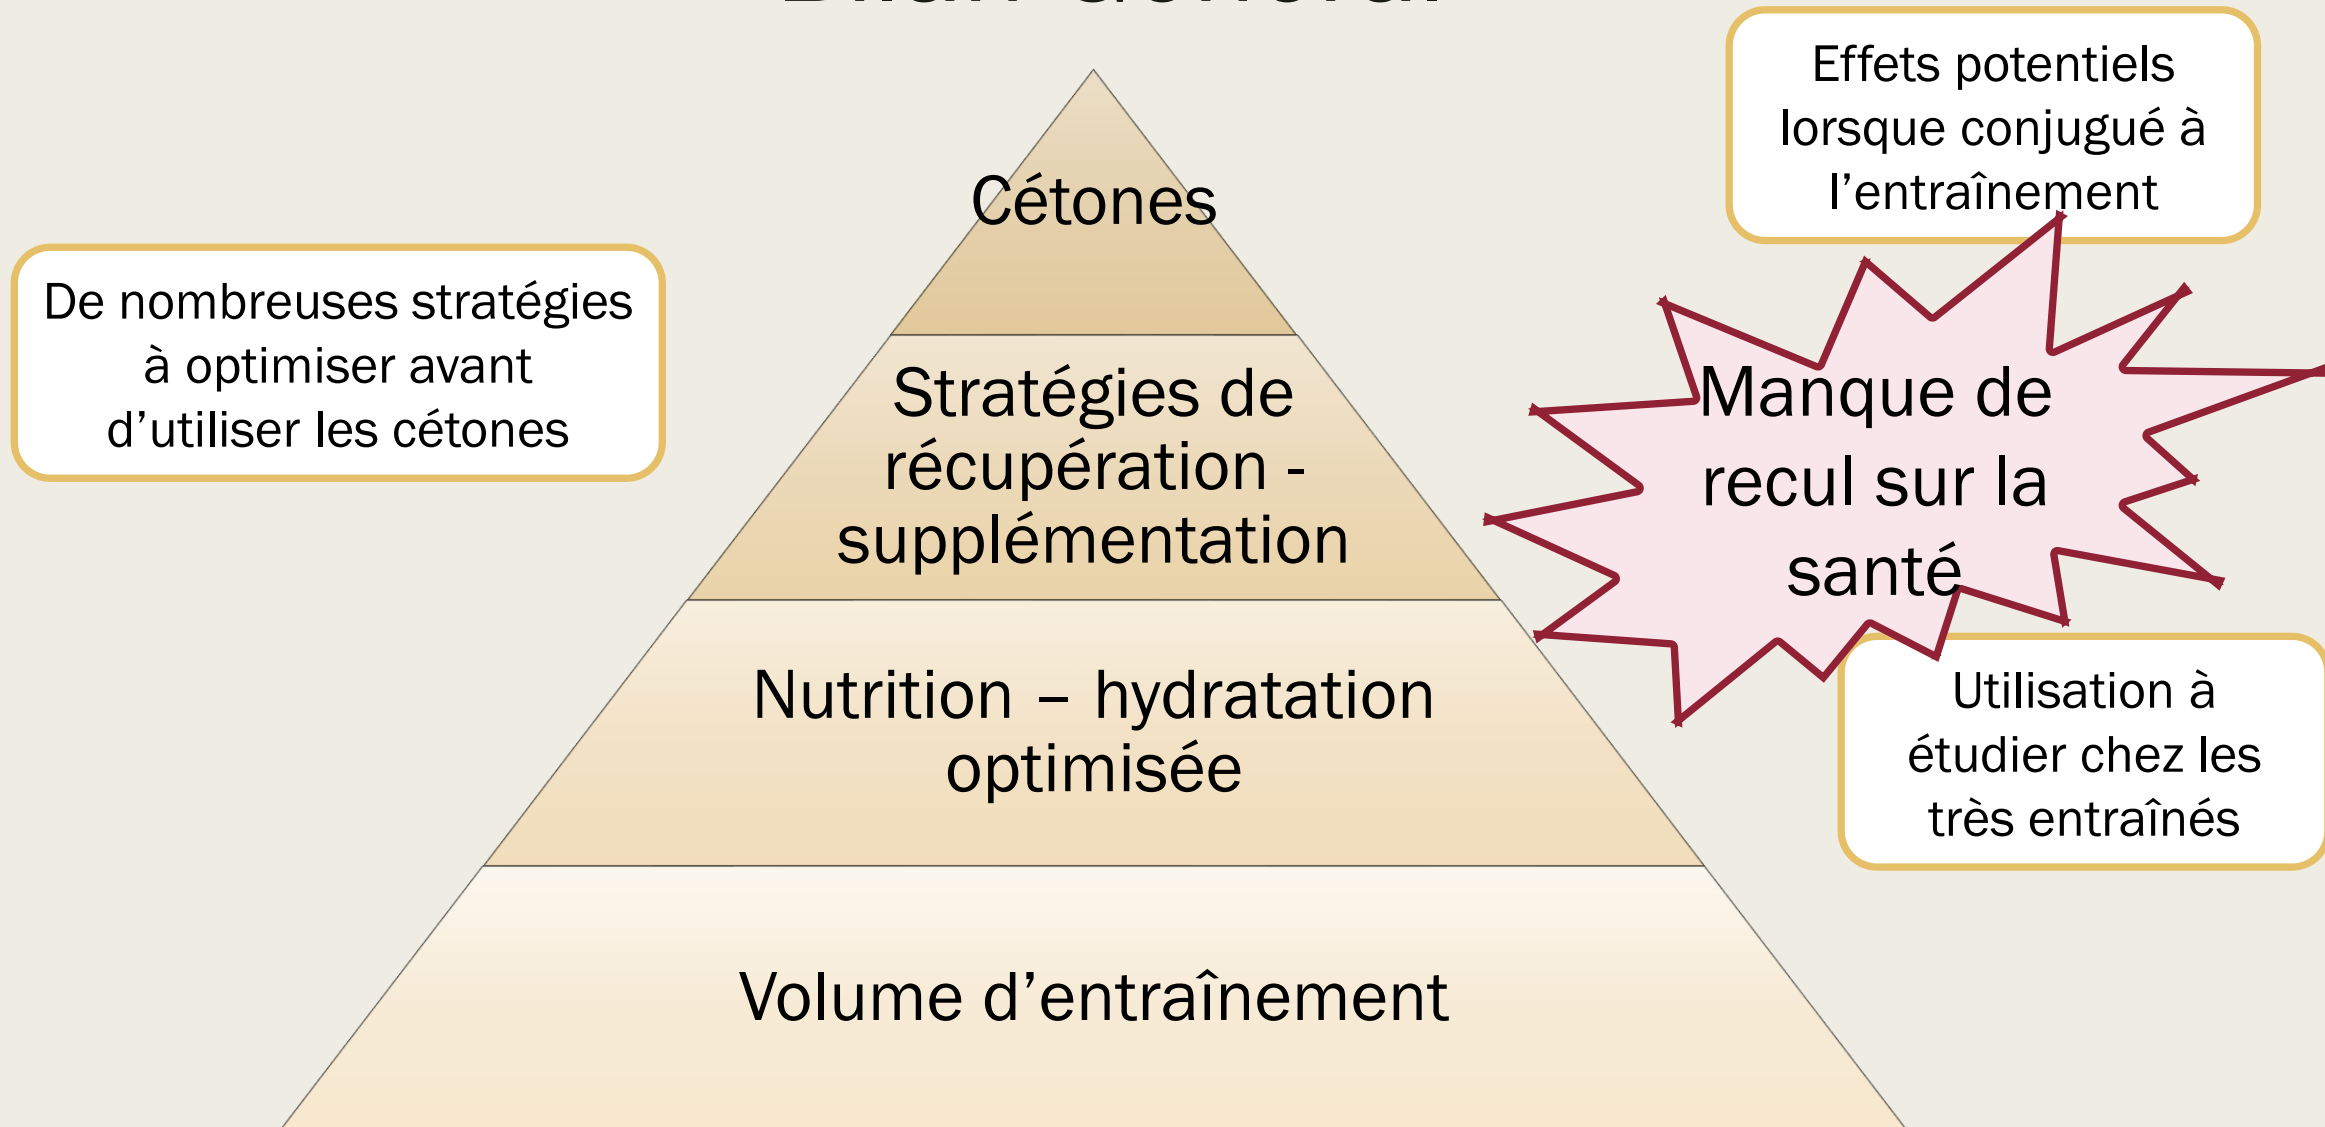 Cétones
Stratégies de
récupération -
supplémentation
Nutrition – hydratation
optimisée
Volume d’entraînement
De nombreuses stratégies
à optimiser avant
d’utiliser les cétones
Effets potentiels
lorsque conjugué à
l’entraînement
Manque de
recul sur la
santé
Utilisation à
étudier chez les
très entraînés